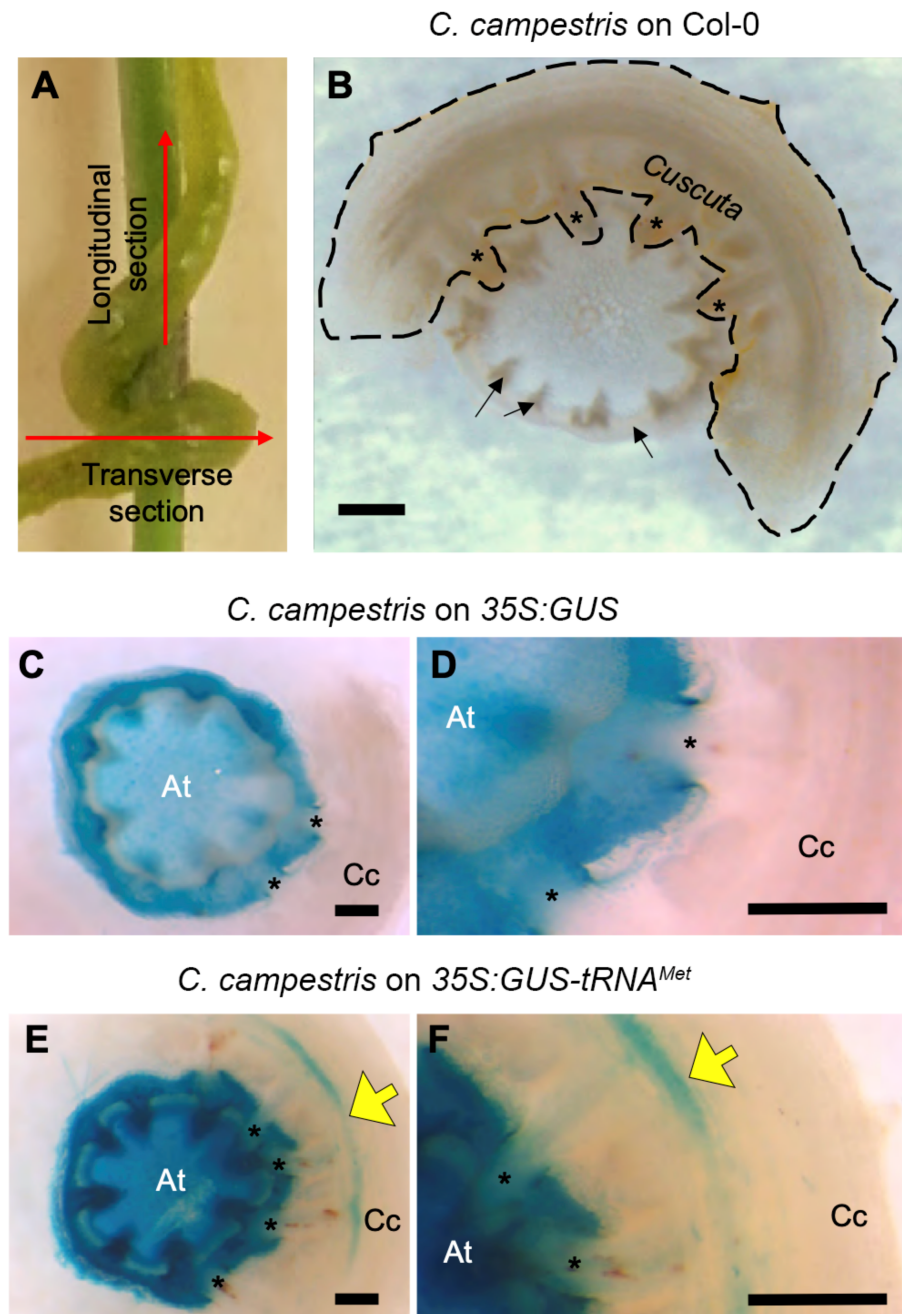 C. campestris on Col-0
A
Longitudinal
section
Transverse
section
B
Cuscuta
*
*
*
*
C. campestris on 35S:GUS
C
At
*
*
Cc
D
At
*
*
Cc
C. campestris on 35S:GUS-tRNAMet
E
At
*
*
*
*
Cc
F
At
*
*
Cc